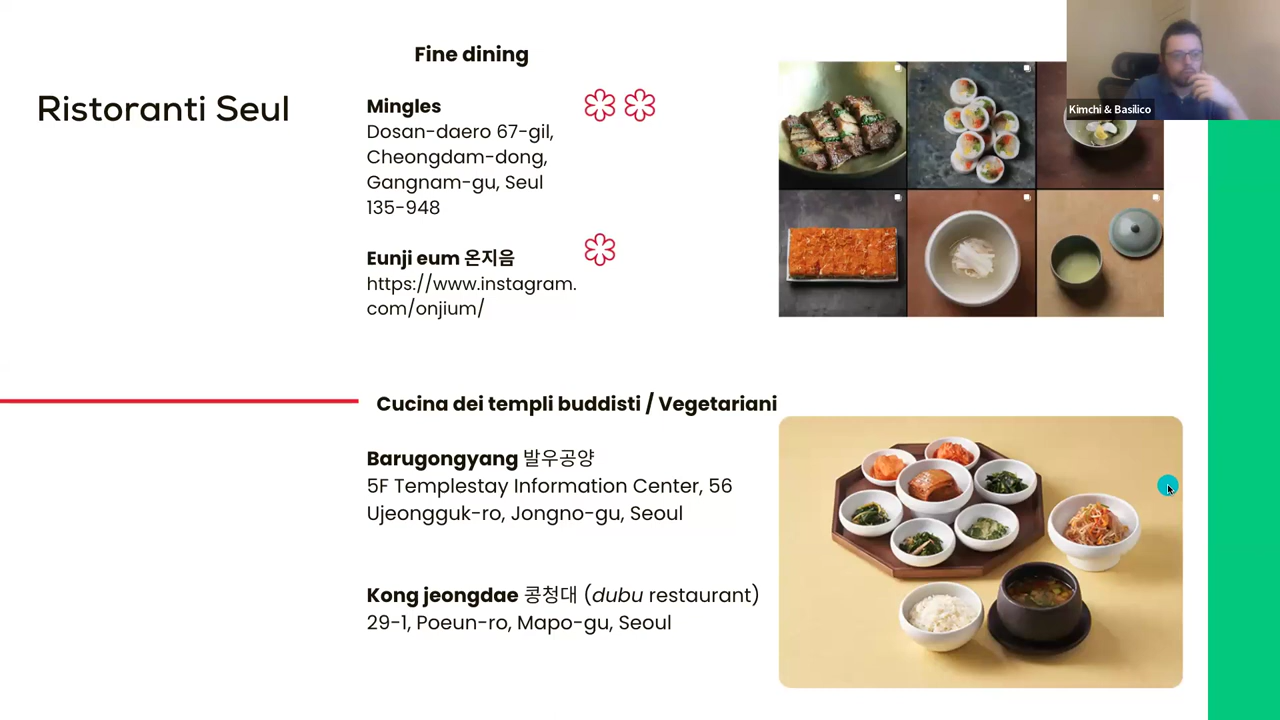 Ristoranti Seul
Fine dining
Mingles
Dosan-daero 67-gil,
Cheongdam-dong,
Gangnam-gu, Seul
135-948
Eunji eum 온지음
https://www.instagram.
com/onjium/
Cucina dei templi buddisti / Vegetariani
Barugongyang 발우공양
5F Templestay Information Center, 56
Ujeongguk-ro, Jongno-gu, Seoul
Kong jeongdae 콩청대 (dubu restaurant)
29-1, Poeun-ro, Mapo-gu, Seoul
Kimchi & Basilico